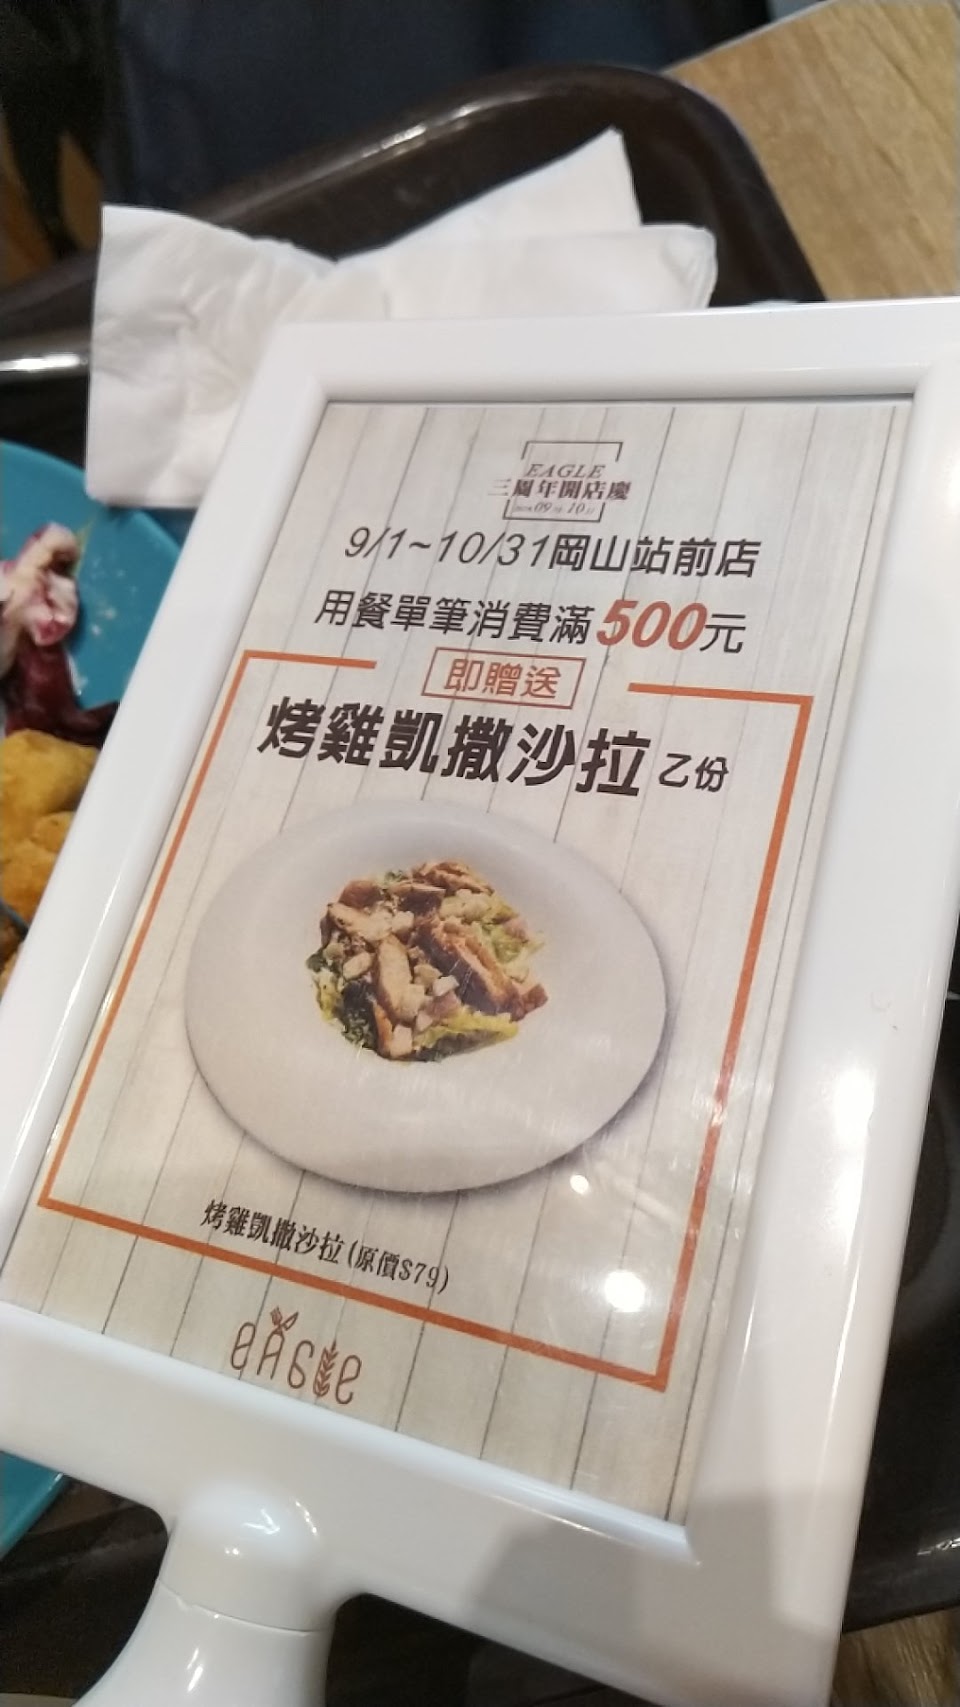 EAGLE
三周年開店慶
9/1~10/31岡山站前店
用餐單筆消費滿500元
即贈送
烤雞凱撒沙拉 乙份
烤雞凱撒沙拉(原價$79)
eAGle